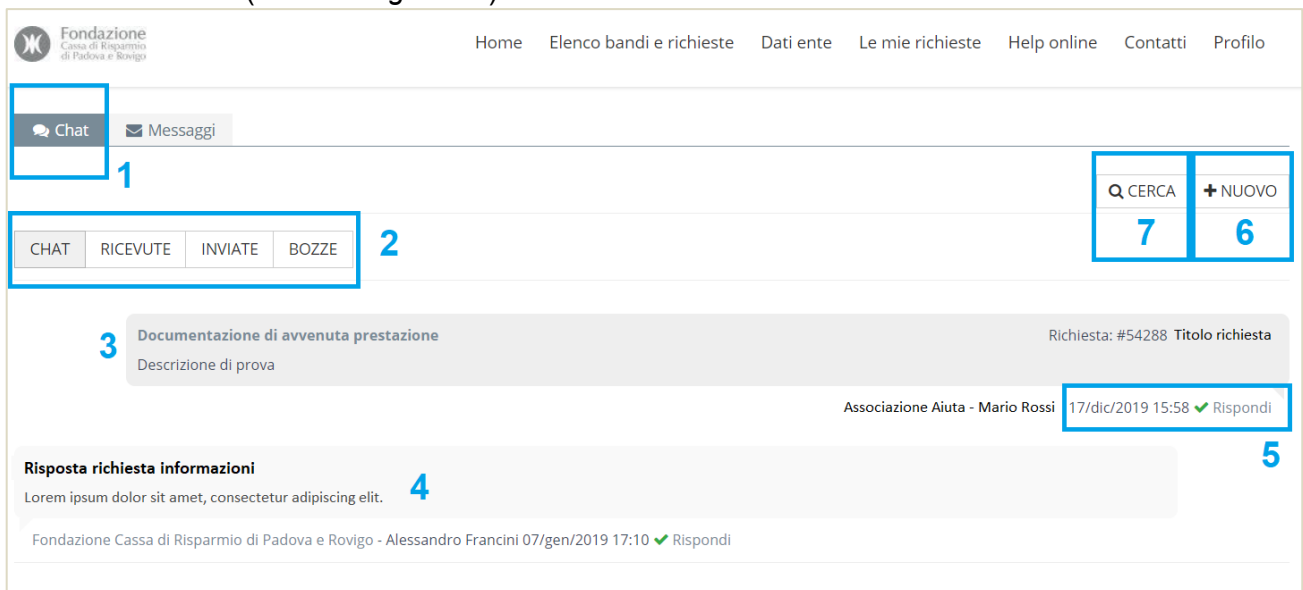 Fondazione
Cassa di Risparmio
di Padova e Rovigo
Home Elenco bandi e richieste Dati ente Le mie richieste Help online Contatti Profilo
Chat Messaggi
1
CERCA + NUOVO
7 6
CHAT RICEVUTE INVIATE BOZZE 2
3
Documentazione di avvenuta prestazione Richiesta: #54288 Titolo richiesta
Descrizione di prova
Associazione Aiuta - Mario Rossi 17/dic/2019 15:58 ✔ Rispondi
5
Risposta richiesta informazioni
Lorem ipsum dolor sit amet, consectetur adipiscing elit. 4
Fondazione Cassa di Risparmio di Padova e Rovigo - Alessandro Francini 07/gen/2019 17:10 ✔ Rispondi